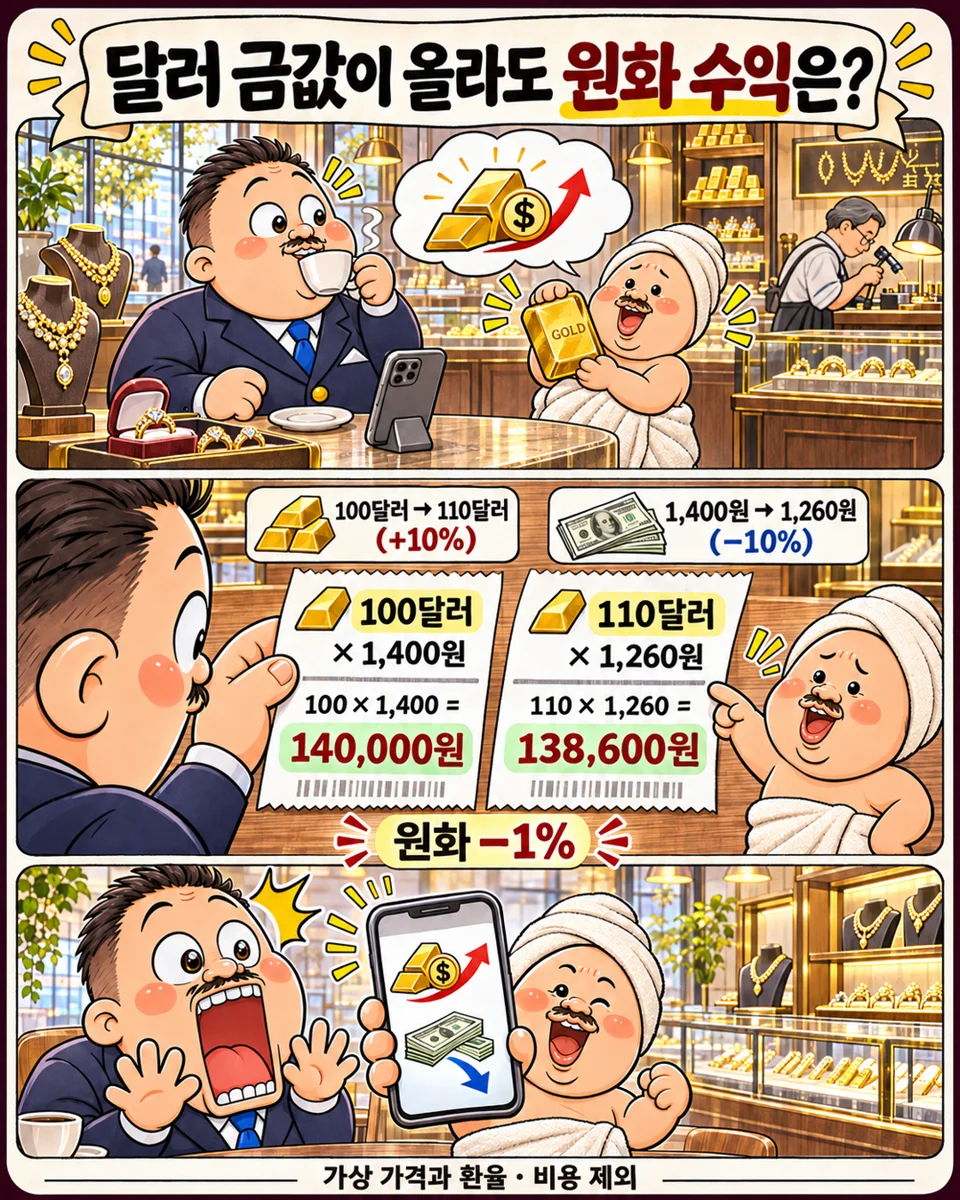 달러 금값이 올라도 원화 수익은?
$
GOLD
100달러 → 110달러
(+10%)
1,400원 → 1,260원
(−10%)
100달러
× 1,400원
100 × 1,400 =
140,000원
110달러
× 1,260원
110 × 1,260 =
138,600원
원화 −1%
$
가상 가격과 환율 · 비용 제외